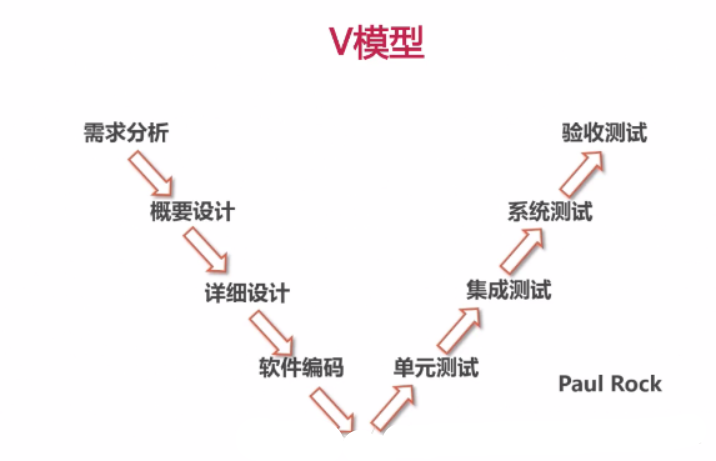 V模型
需求分析
验收测试
概要设计
系统测试
详细设计
集成测试
软件编码
单元测试
Paul Rock